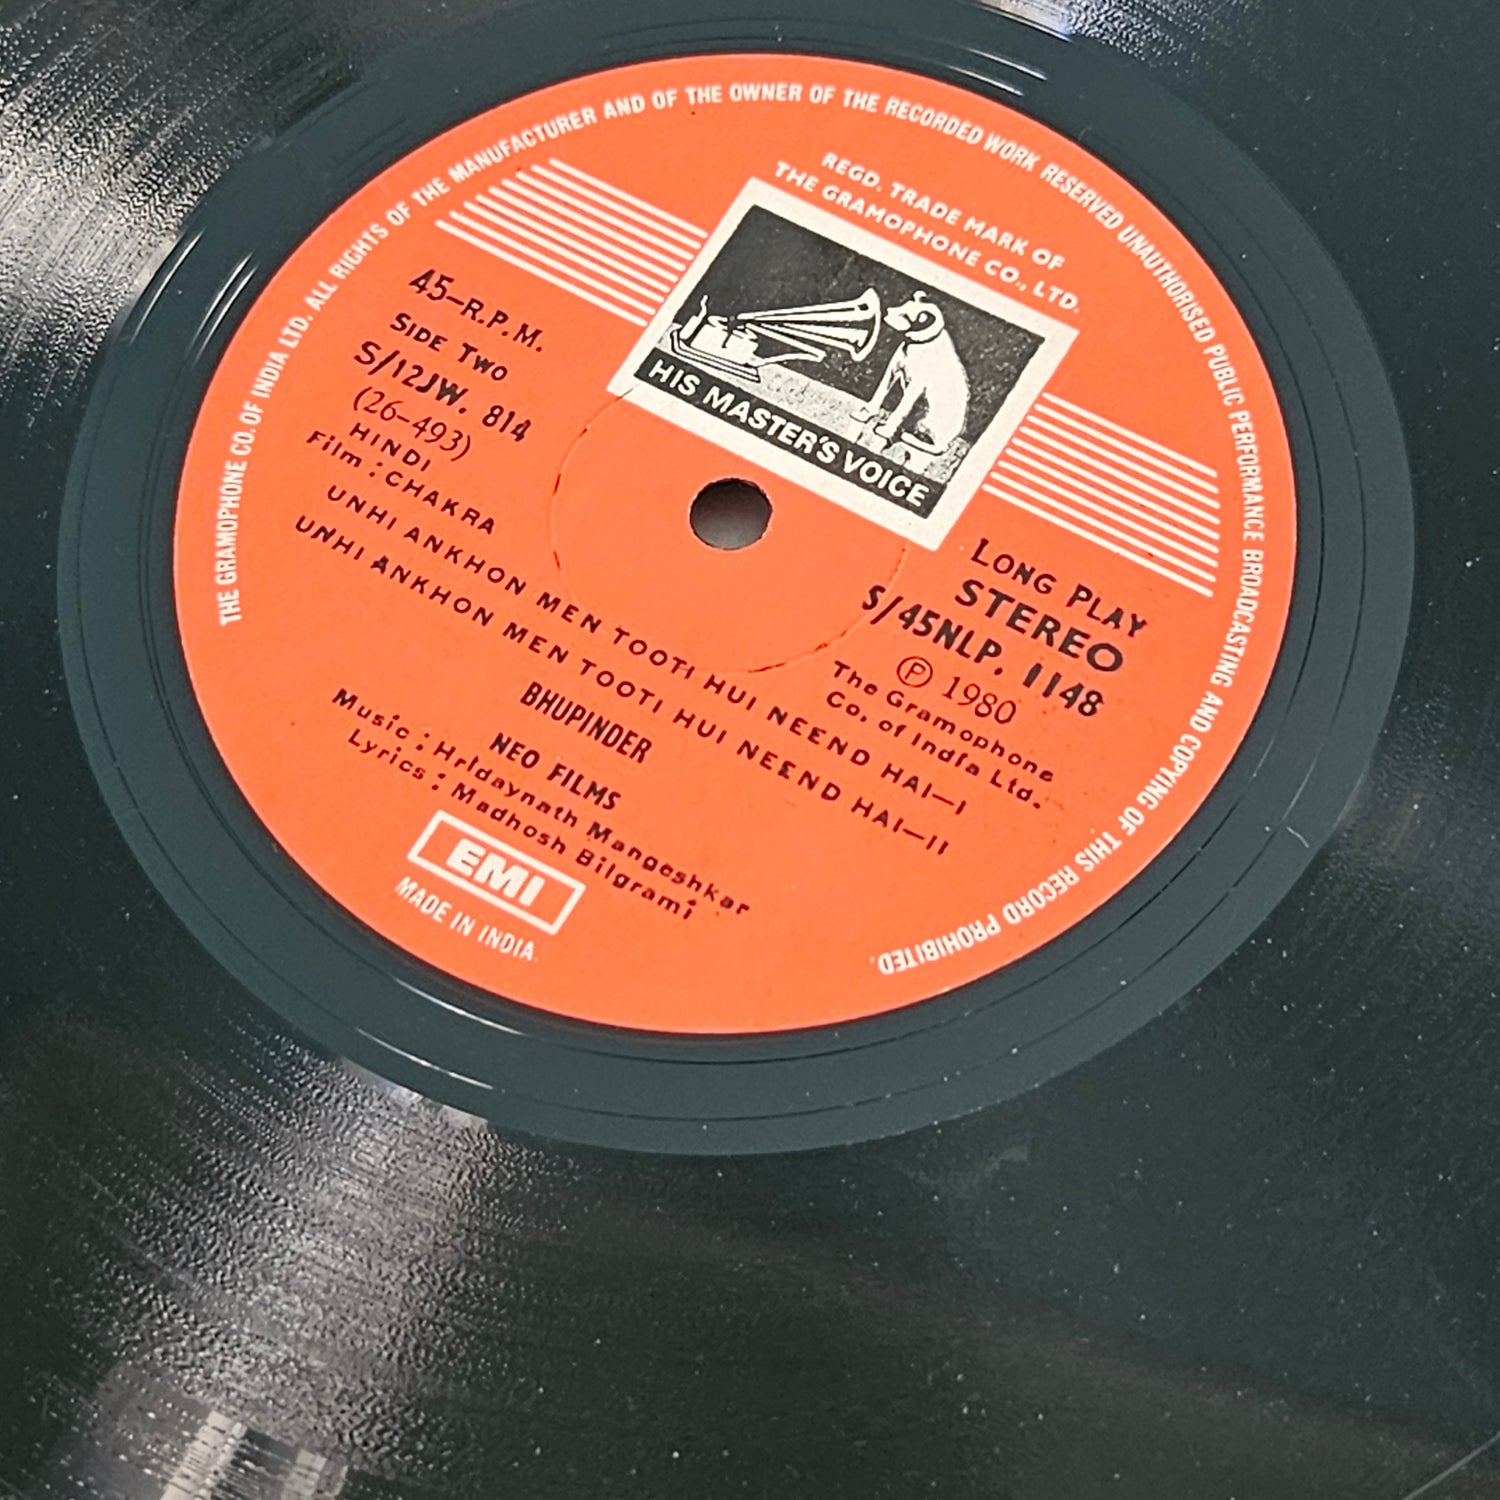 THE GRAMOPHONE CO. OF INDIA LTD. ALL RIGHTS OF THE MANUFACTURER AND OF THE OWNER OF THE RECORDED WORK RESERVED UNAUTHORISED PUBLIC PERFORMANCE BROADCASTING AND COPYING OF THIS RECORD PROHIBITED.
REGD. TRADE MARK OF
THE GRAMOPHONE CO., LTD.
HIS MASTER'S VOICE
45-R.P.M.
SIDE TWO
S/12JW. 814
(26-493)
HINDI
Film : CHAKRA
LONG PLAY
STEREO
S/45NLP. 1148
Ⓟ 1980
The Gramophone
Co. of India Ltd.
UNHI ANKHON MEN TOOTI HUI NEEND HAI—I
UNHI ANKHON MEN TOOTI HUI NEEND HAI—II
BHUPINDER
NEO FILMS
Music : Hridaynath Mangeshkar
Lyrics : Madhosh Bilgrami
EMI
MADE IN INDIA.